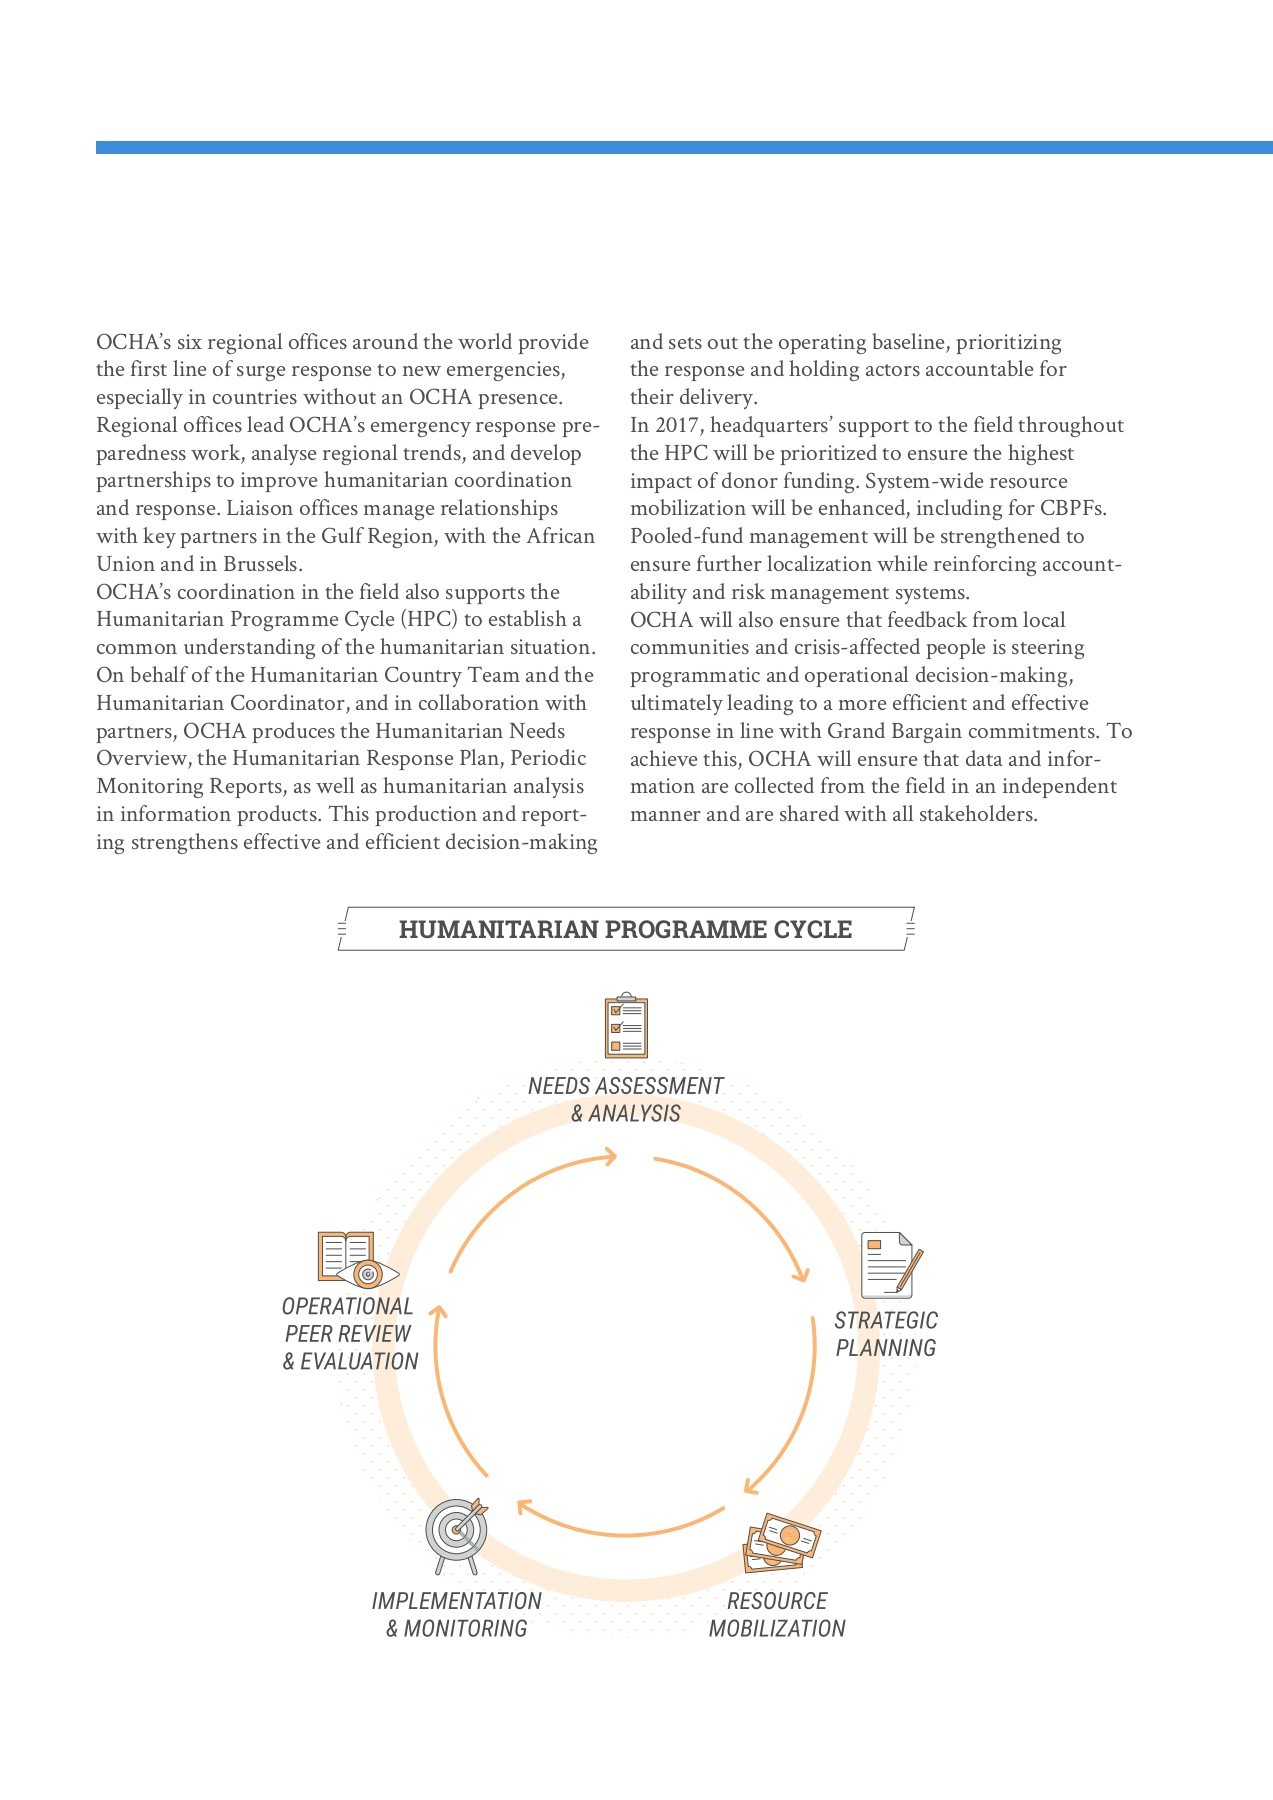 OCHA's six regional offices around the world provide
the first line of surge response to new emergencies,
especially in countries without an OCHA presence.
Regional offices lead OCHA's emergency response pre-
paredness work, analyse regional trends, and develop
partnerships to improve humanitarian coordination
and response. Liaison offices manage relationships
with key partners in the Gulf Region, with the African
Union and in Brussels.
OCHA's coordination in the field also supports the
Humanitarian Programme Cycle (HPC) to establish a
common understanding of the humanitarian situation.
On behalf of the Humanitarian Country Team and the
Humanitarian Coordinator, and in collaboration with
partners, OCHA produces the Humanitarian Needs
Overview, the Humanitarian Response Plan, Periodic
Monitoring Reports, as well as humanitarian analysis
in information products. This production and report-
ing strengthens effective and efficient decision-making
and sets out the operating baseline, prioritizing
the response and holding actors accountable for
their delivery.
In 2017, headquarters' support to the field throughout
the HPC will be prioritized to ensure the highest
impact of donor funding. System-wide resource
mobilization will be enhanced, including for CBPFs.
Pooled-fund management will be strengthened to
ensure further localization while reinforcing account-
ability and risk management systems.
OCHA will also ensure that feedback from local
communities and crisis-affected people is steering
programmatic and operational decision-making,
ultimately leading to a more efficient and effective
response in line with Grand Bargain commitments. To
achieve this, OCHA will ensure that data and infor-
mation are collected from the field in an independent
manner and are shared with all stakeholders.
HUMANITARIAN PROGRAMME CYCLE
NEEDS ASSESSMENT
& ANALYSIS
STRATEGIC
PLANNING
RESOURCE
MOBILIZATION
IMPLEMENTATION
& MONITORING
OPERATIONAL
PEER REVIEW
& EVALUATION